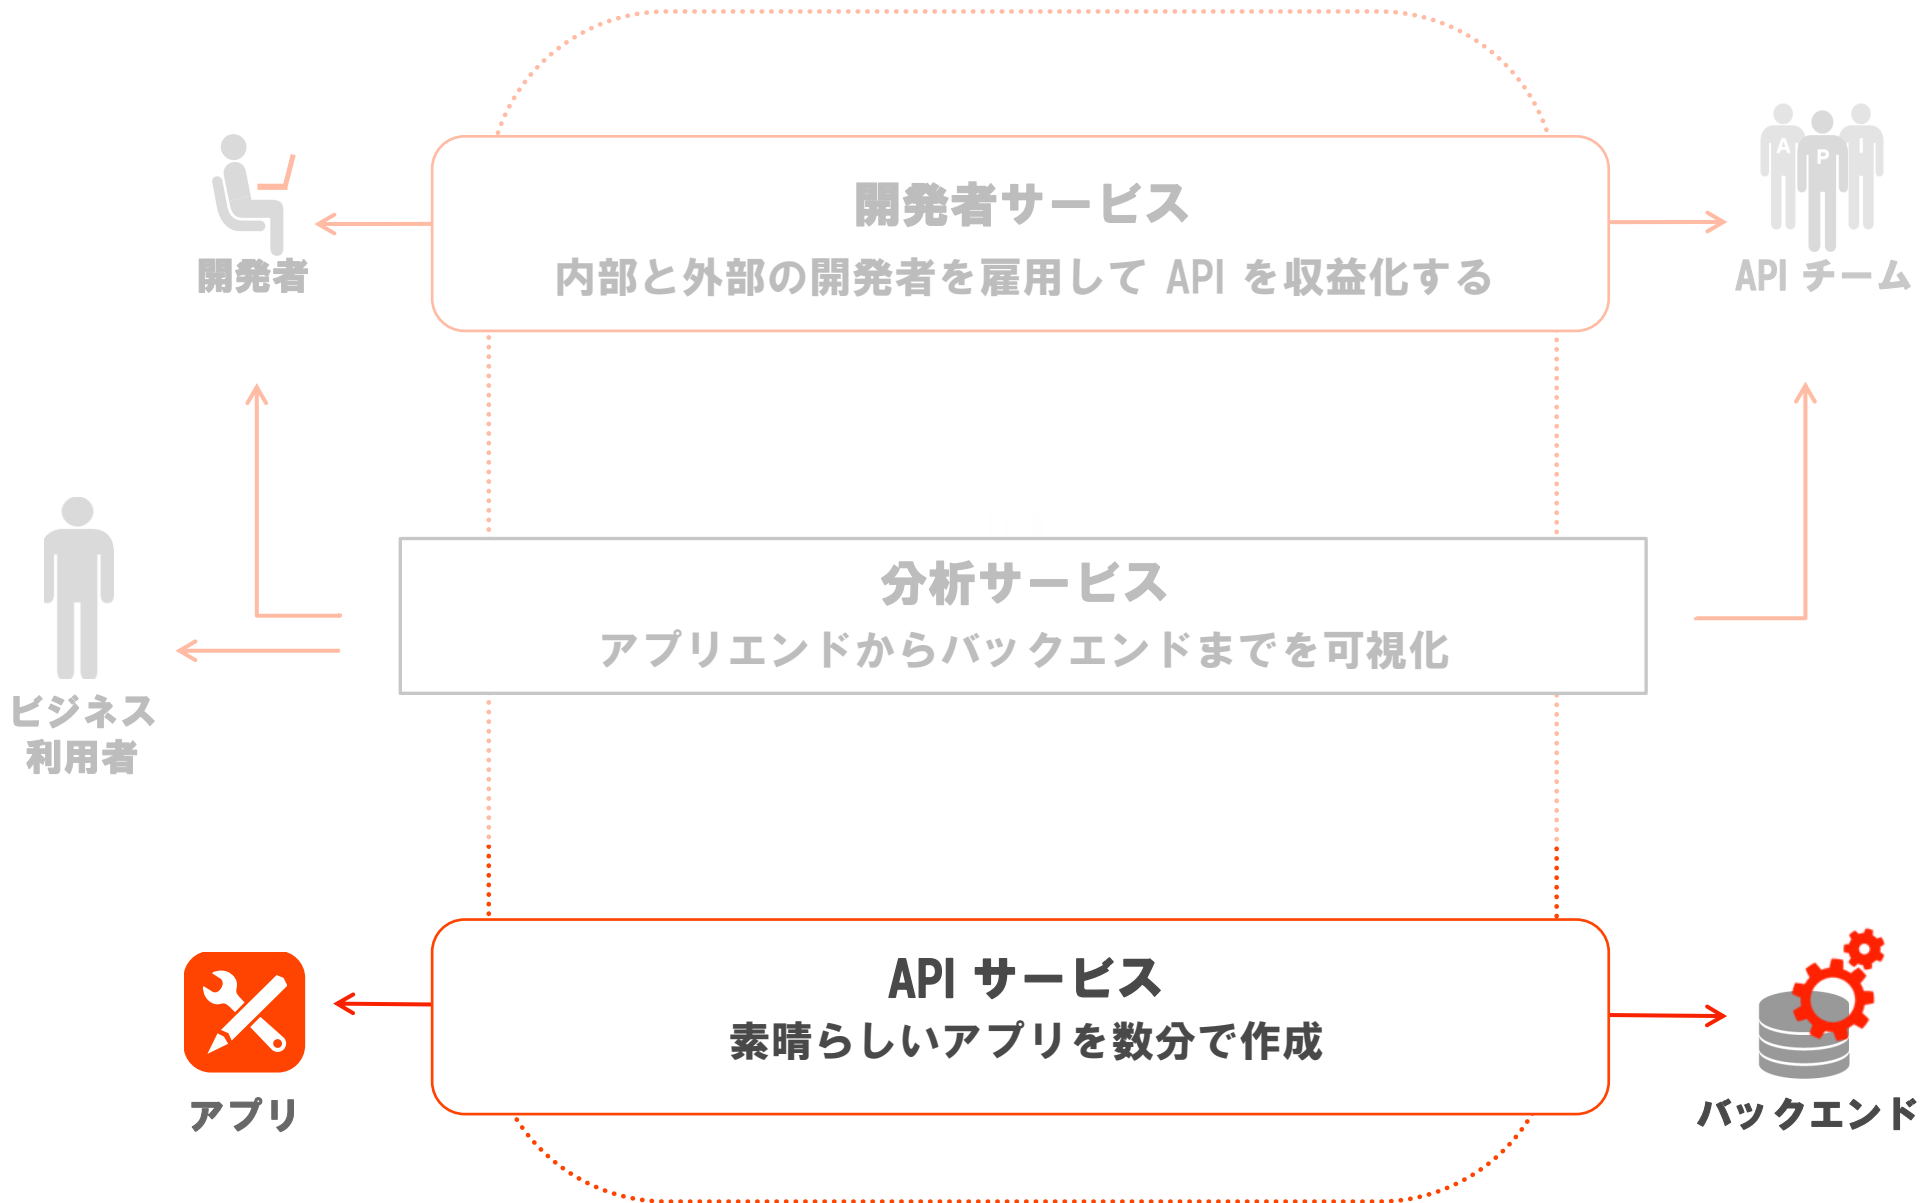 開発者サービス
内部と外部の開発者を雇用して API を収益化する
開発者
A P I
API チーム
分析サービス
アプリエンドからバックエンドまでを可視化
ビジネス
利用者
API サービス
素晴らしいアプリを数分で作成
アプリ
バックエンド